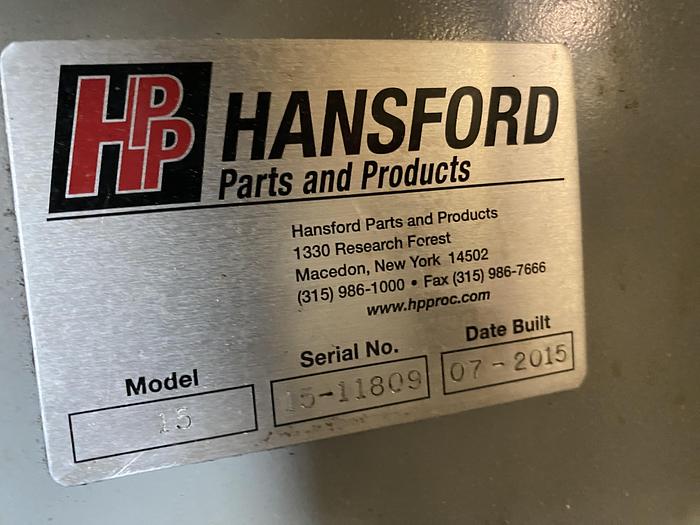 HPP
HANSFORD
Parts and Products
Hansford Parts and Products
1330 Research Forest
Macedon, New York 14502
(315) 986-1000 • Fax (315) 986-7666
www.hpproc.com
Model
Serial No.
Date Built
15
15-11809
07-2015